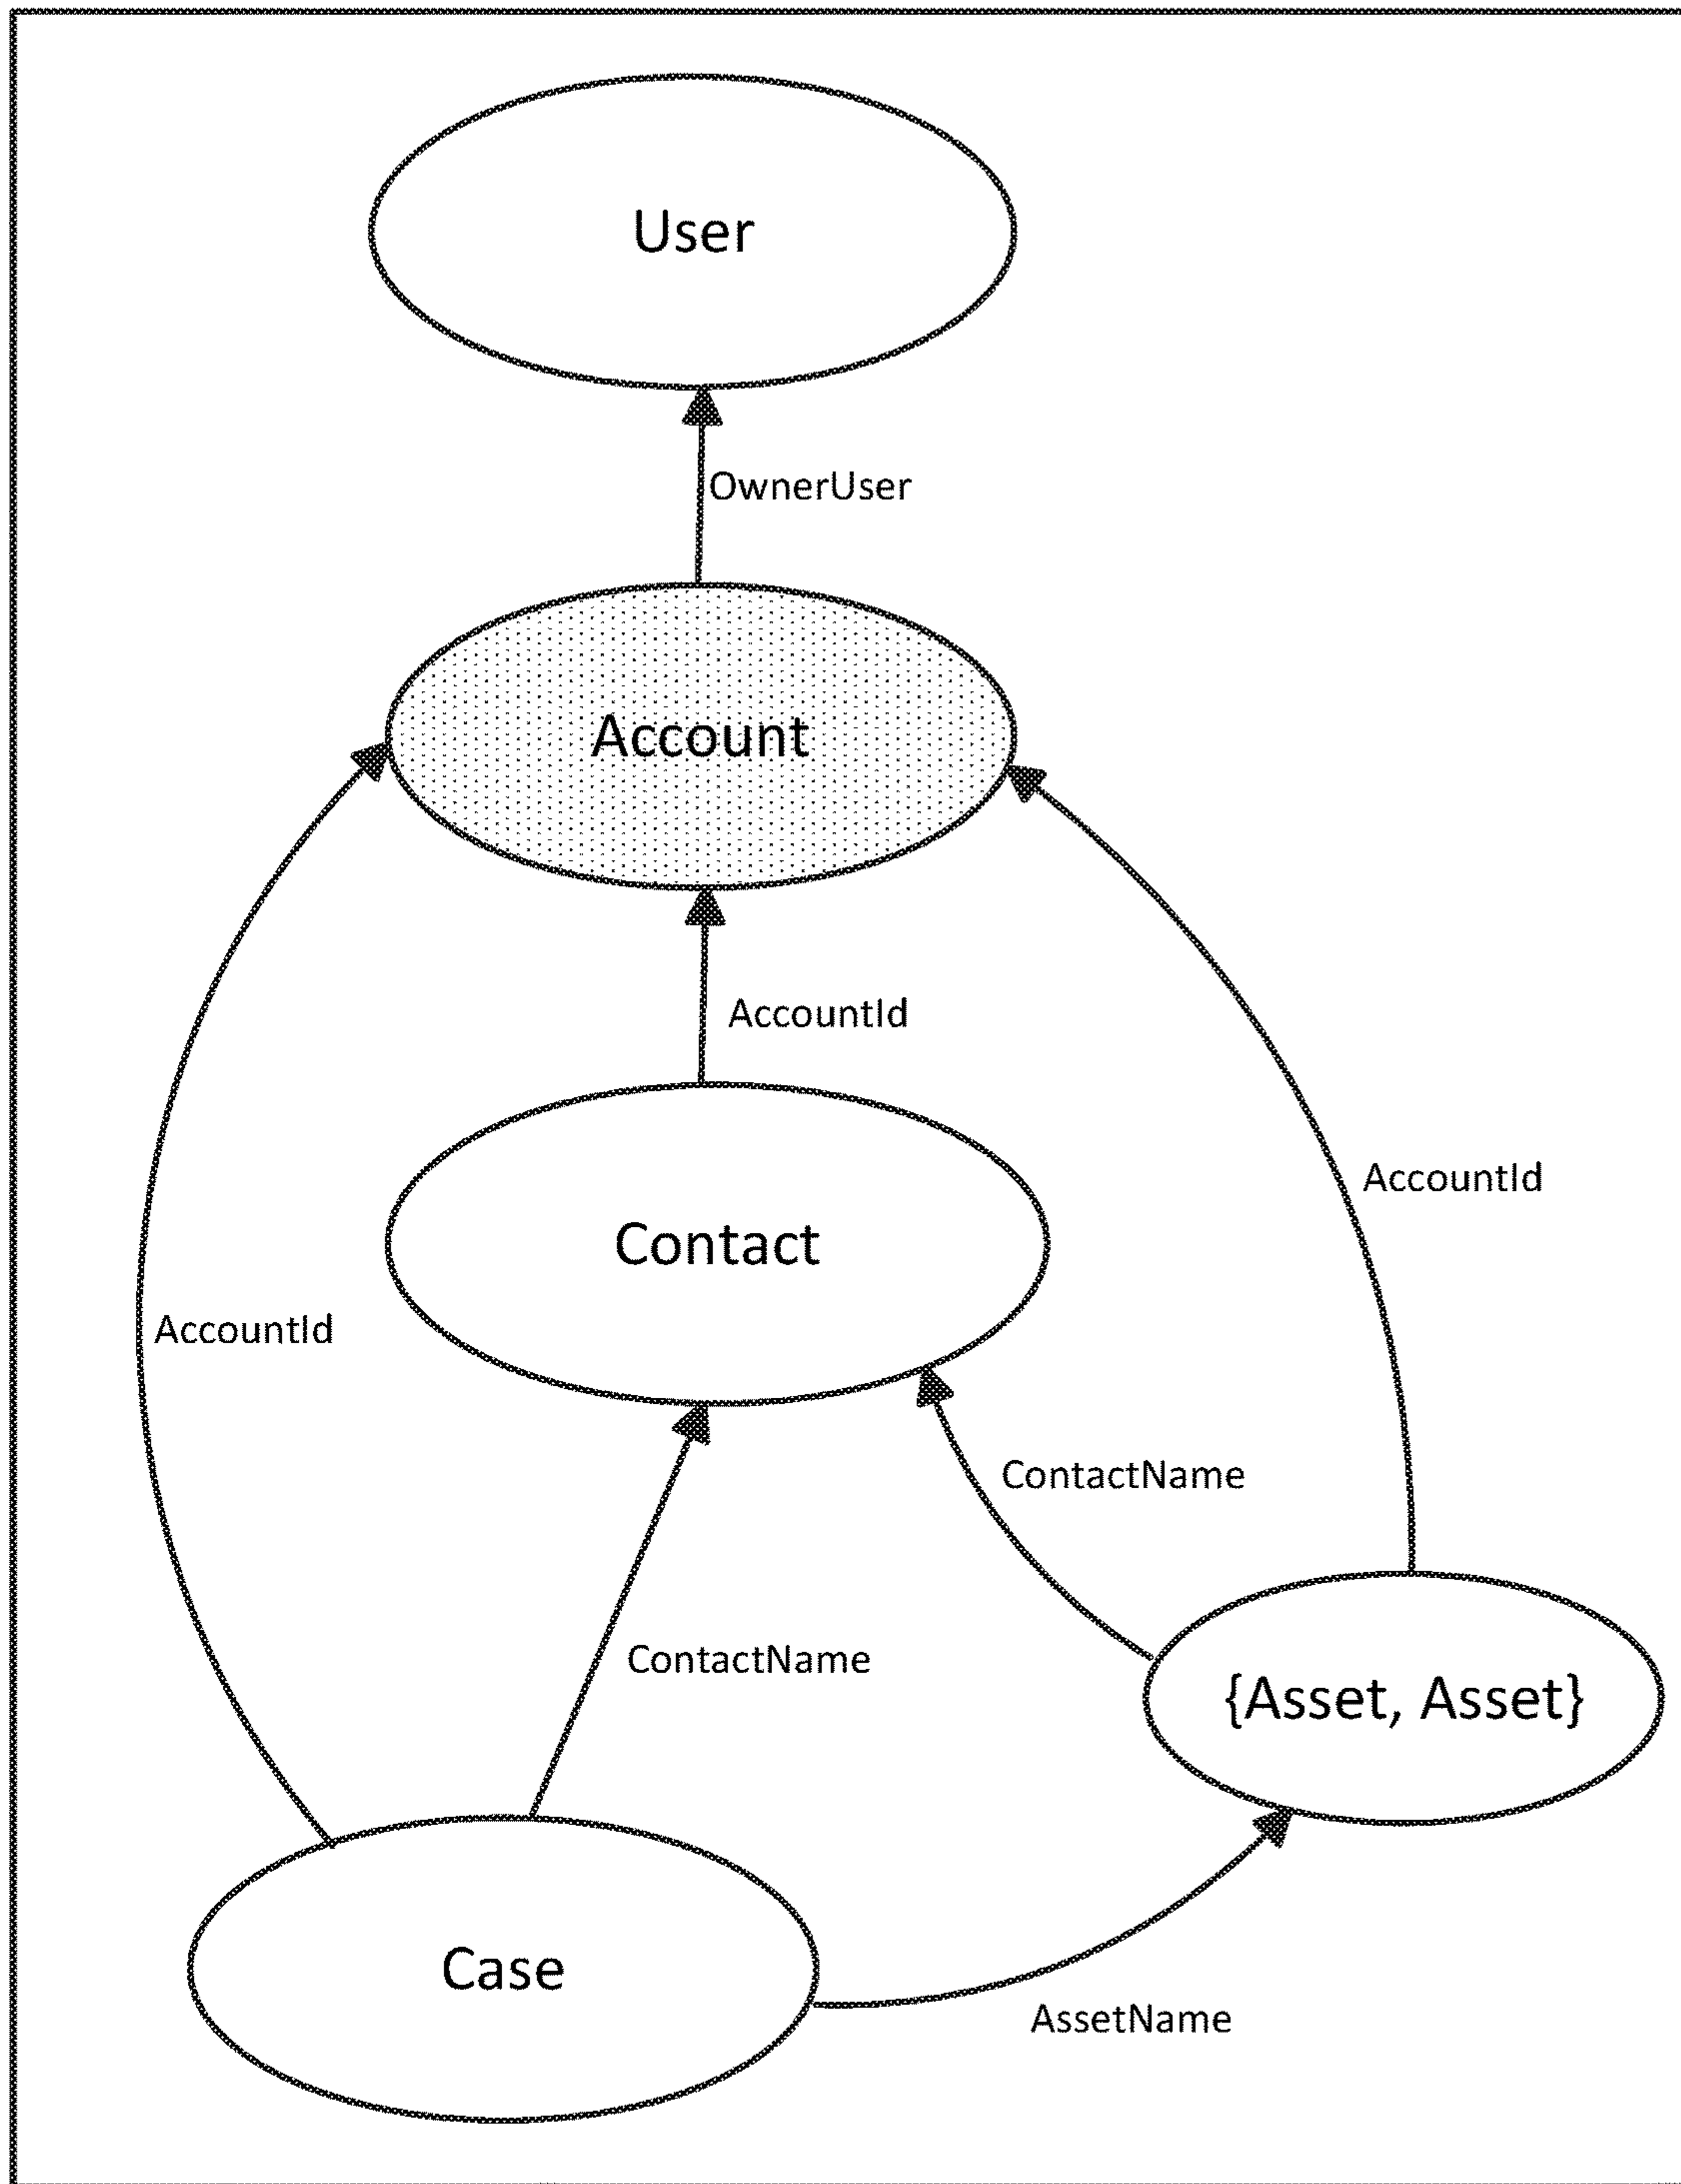 User
OwnerUser
Account
AccountId
AccountId
Contact
AccountId
ContactName
ContactName
{Asset, Asset}
Case
AssetName